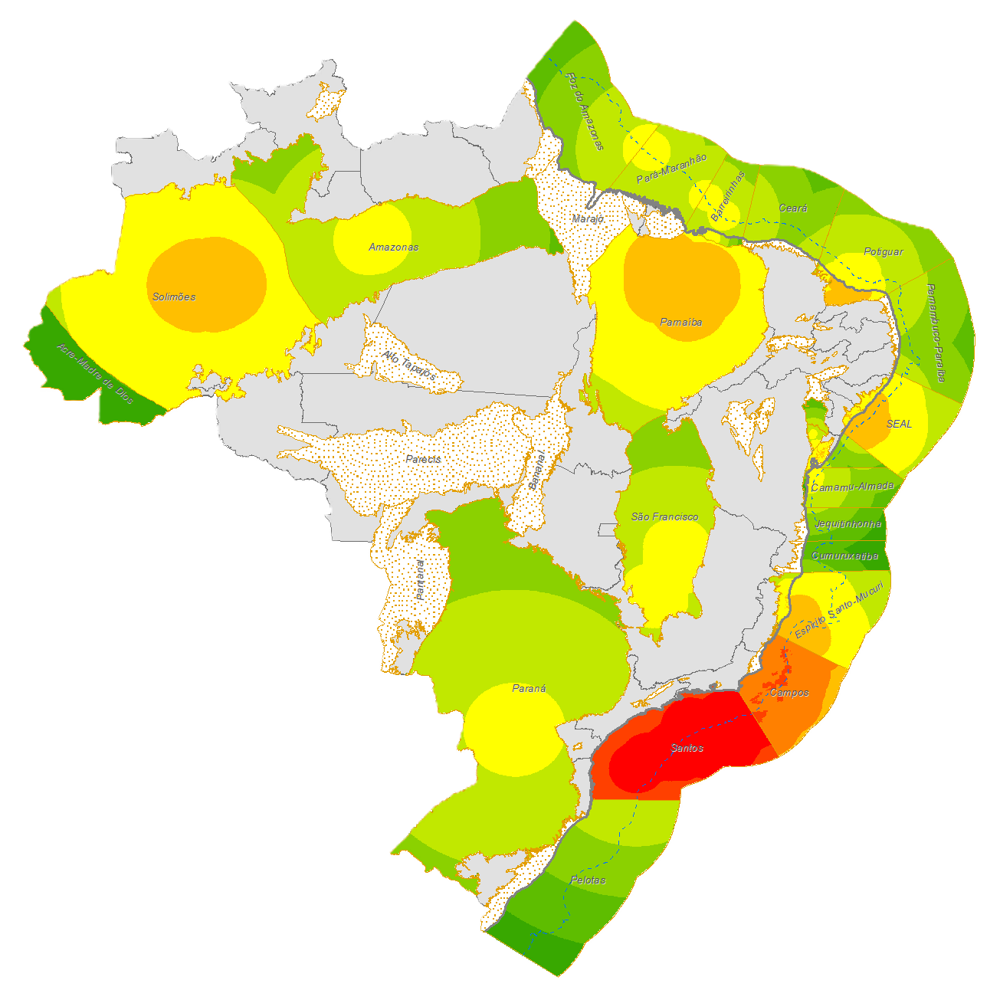 Foz do Amazonas
Pará-Maranhão
Barreirinhas
Ceará
Marajó
Amazonas
Potiguar
Solimões
Parnaíba
Pernambuco-Paraíba
Acre-Madre de Dios
Alto Tapajós
SEAL
Parecis
Bananal
Camamu-Almada
São Francisco
Jequitinhonha
Cumuruxatiba
Pantanal
Espírito Santo-Mucuri
Paraná
Campos
Santos
Pelotas